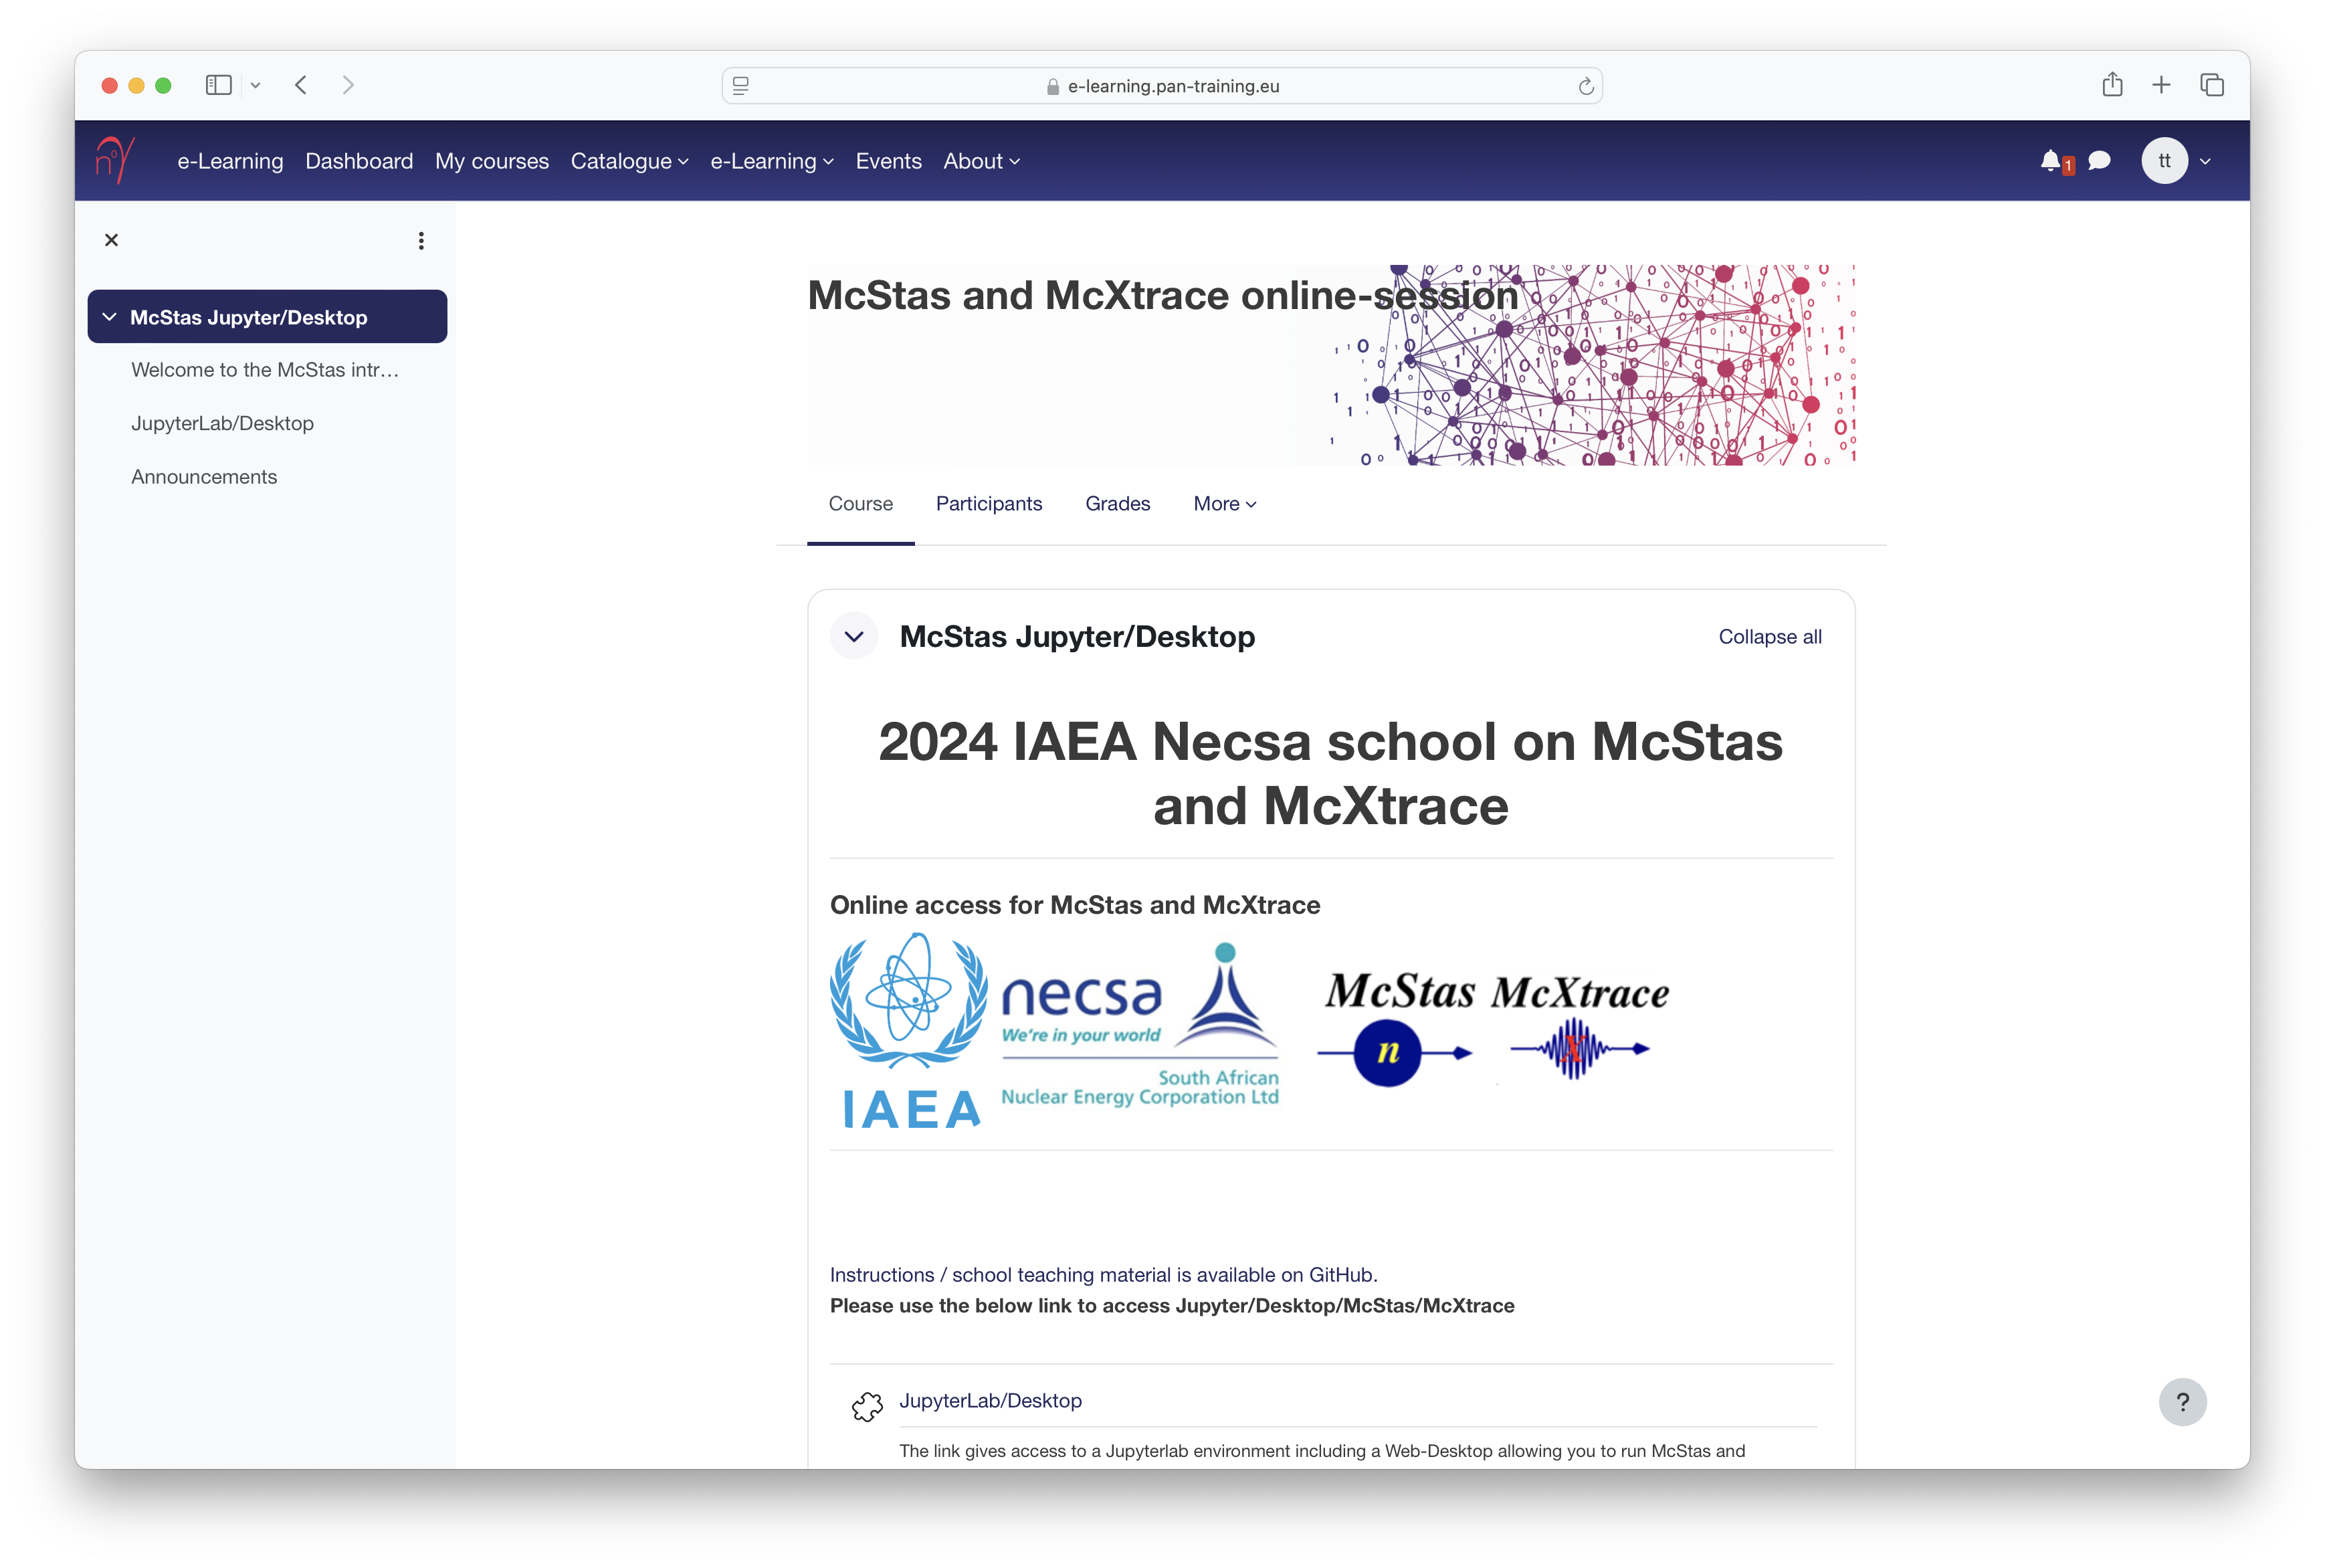 e-learning.pan-training.eu
e-Learning Dashboard My courses Catalogue e-Learning Events About 1 tt
McStas Jupyter/Desktop
Welcome to the McStas intr...
JupyterLab/Desktop
Announcements
McStas and McXtrace online-session
Course Participants Grades More
McStas Jupyter/Desktop Collapse all
2024 IAEA Necsa school on McStas
and McXtrace
Online access for McStas and McXtrace
IAEA
necsa
We're in your world
South African
Nuclear Energy Corporation Ltd
McStas
n
McXtrace
X
Instructions / school teaching material is available on GitHub.
Please use the below link to access Jupyter/Desktop/McStas/McXtrace
JupyterLab/Desktop
The link gives access to a Jupyterlab environment including a Web-Desktop allowing you to run McStas and
?